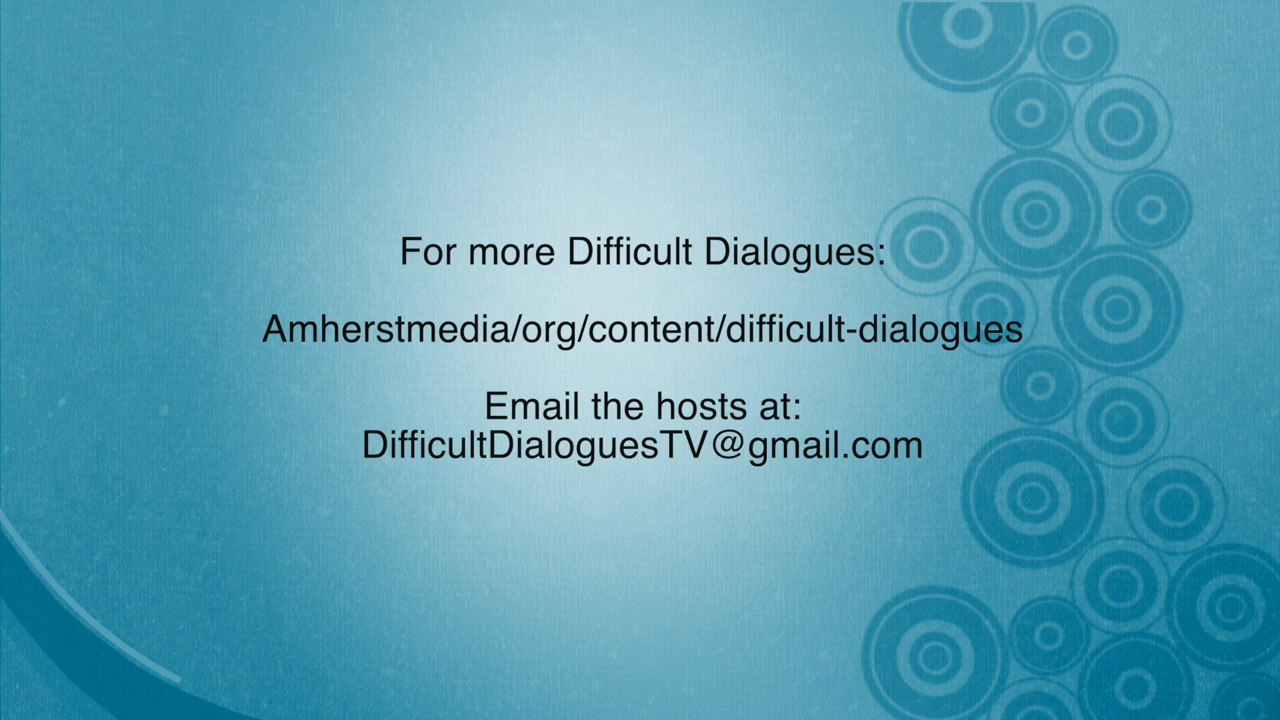 For more Difficult Dialogues:
Amherstmedia/org/content/difficult-dialogues
Email the hosts at:
DifficultDialoguesTV@gmail.com